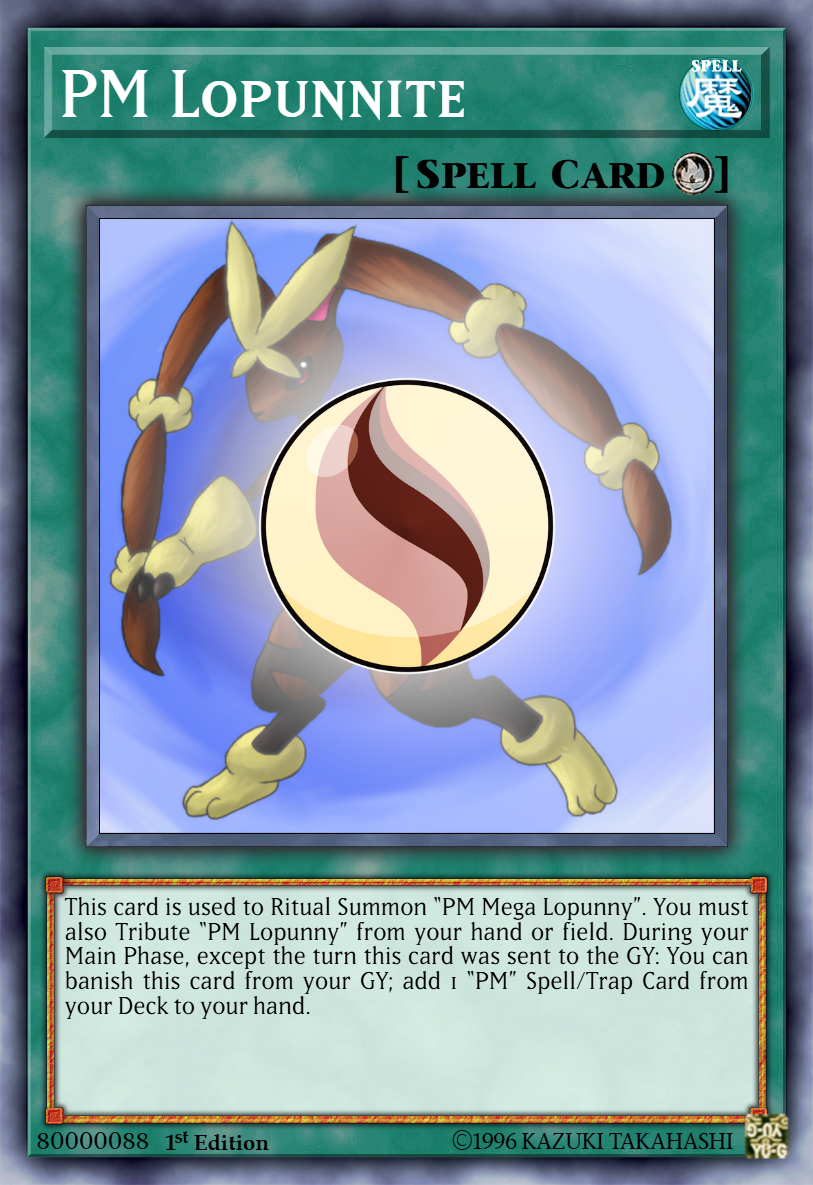 PM Lopunnite
SPELL
魔
[Spell Card]
This card is used to Ritual Summon "PM Mega Lopunny". You must
also Tribute "PM Lopunny" from your hand or field. During your
Main Phase, except the turn this card was sent to the GY: You can
banish this card from your GY; add 1 "PM" Spell/Trap Card from
your Deck to your hand.
80000088 1st Edition ©1996 KAZUKI TAKAHASHI